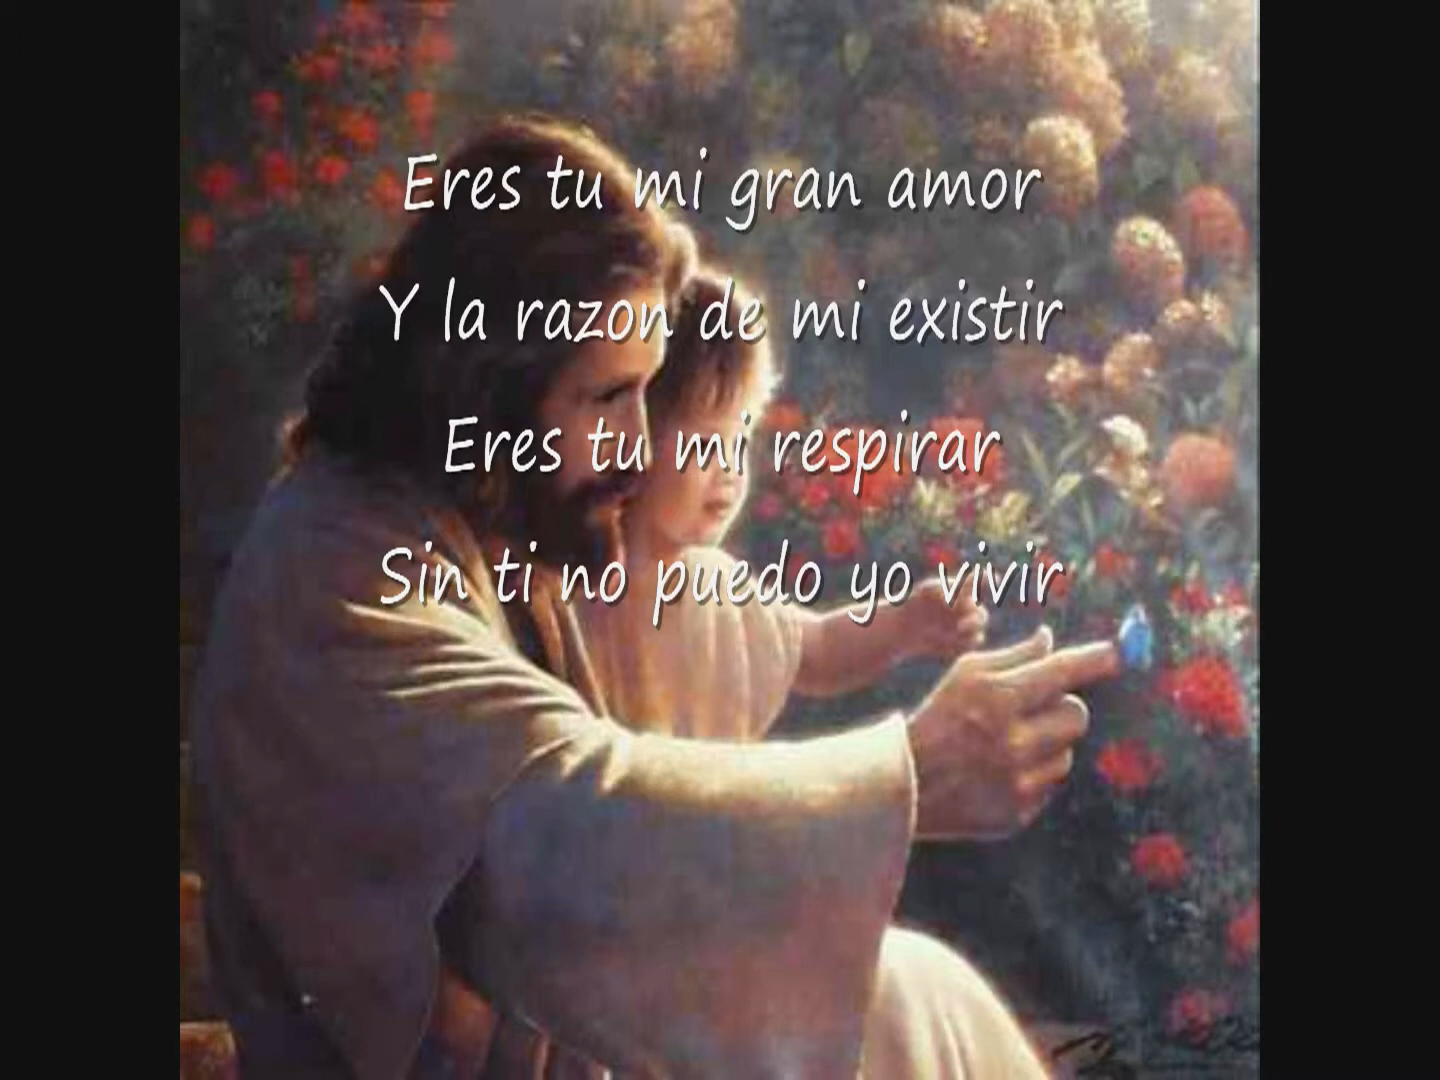 Eres tu mi gran amor
Y la razon de mi existir
Eres tu mi respirar
Sin ti no puedo yo vivir